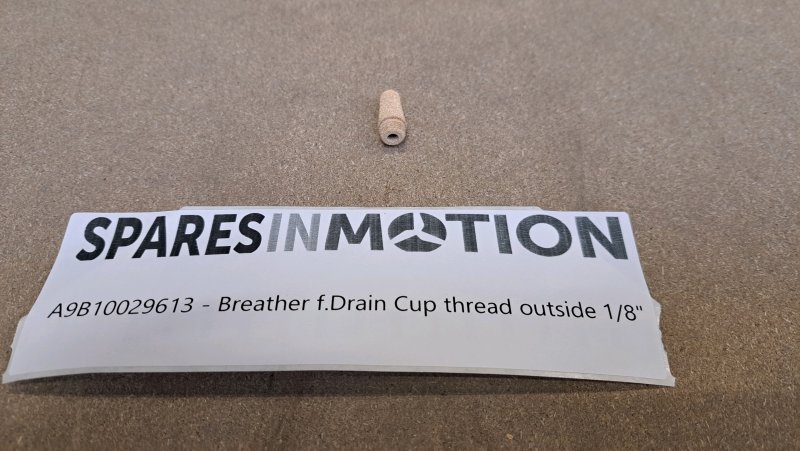 SPARESINMOTION
A9B10029613 - Breather f.Drain Cup thread outside 1/8"